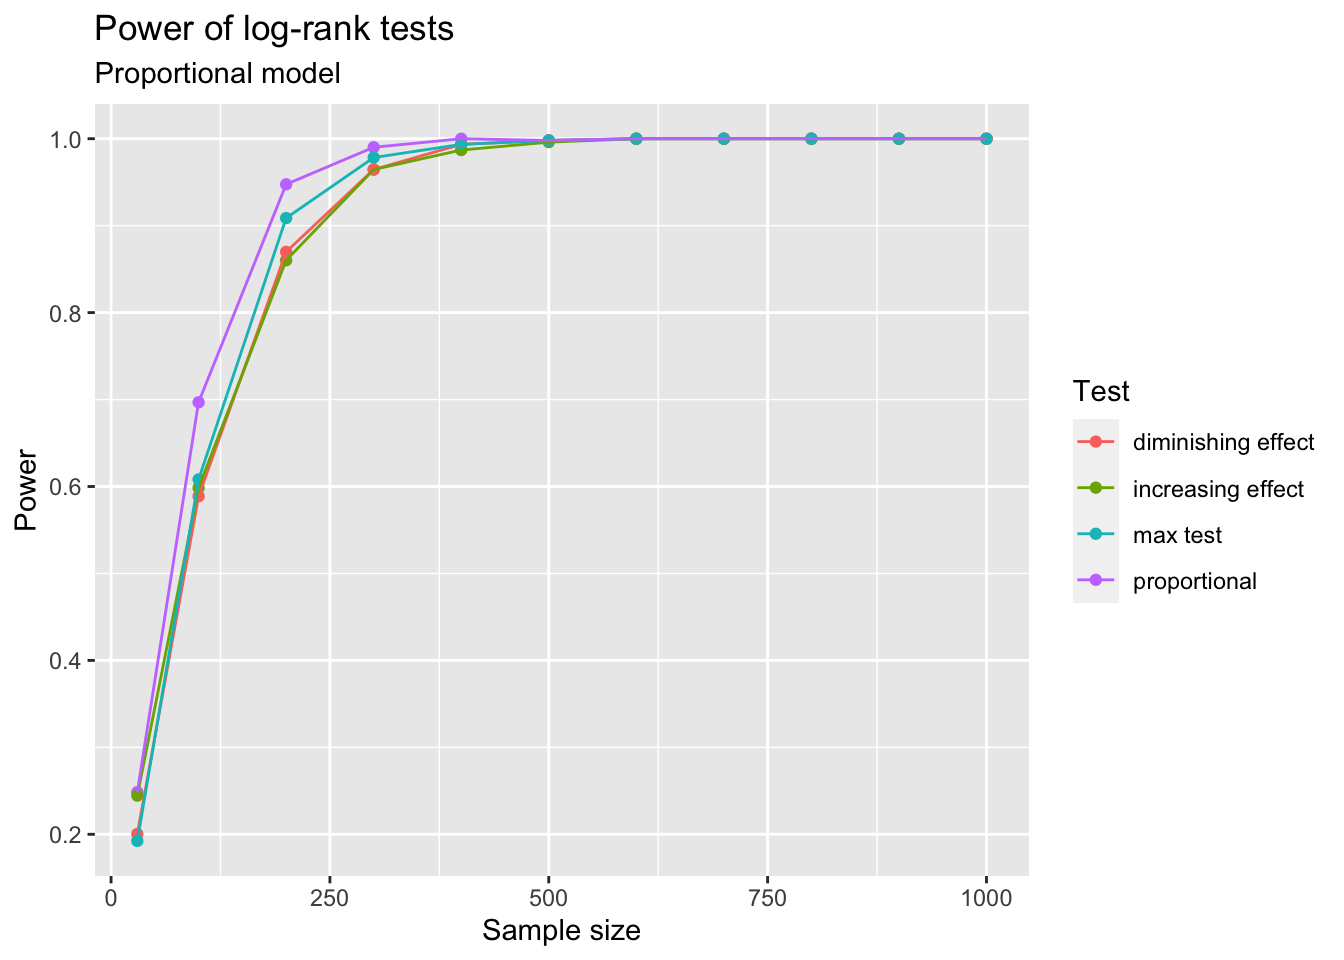 Power of log-rank tests
Proportional model
Power
1.0
0.8
0.6
0.4
0.2
0
250
500
750
1000
Sample size
Test
diminishing effect
increasing effect
max test
proportional